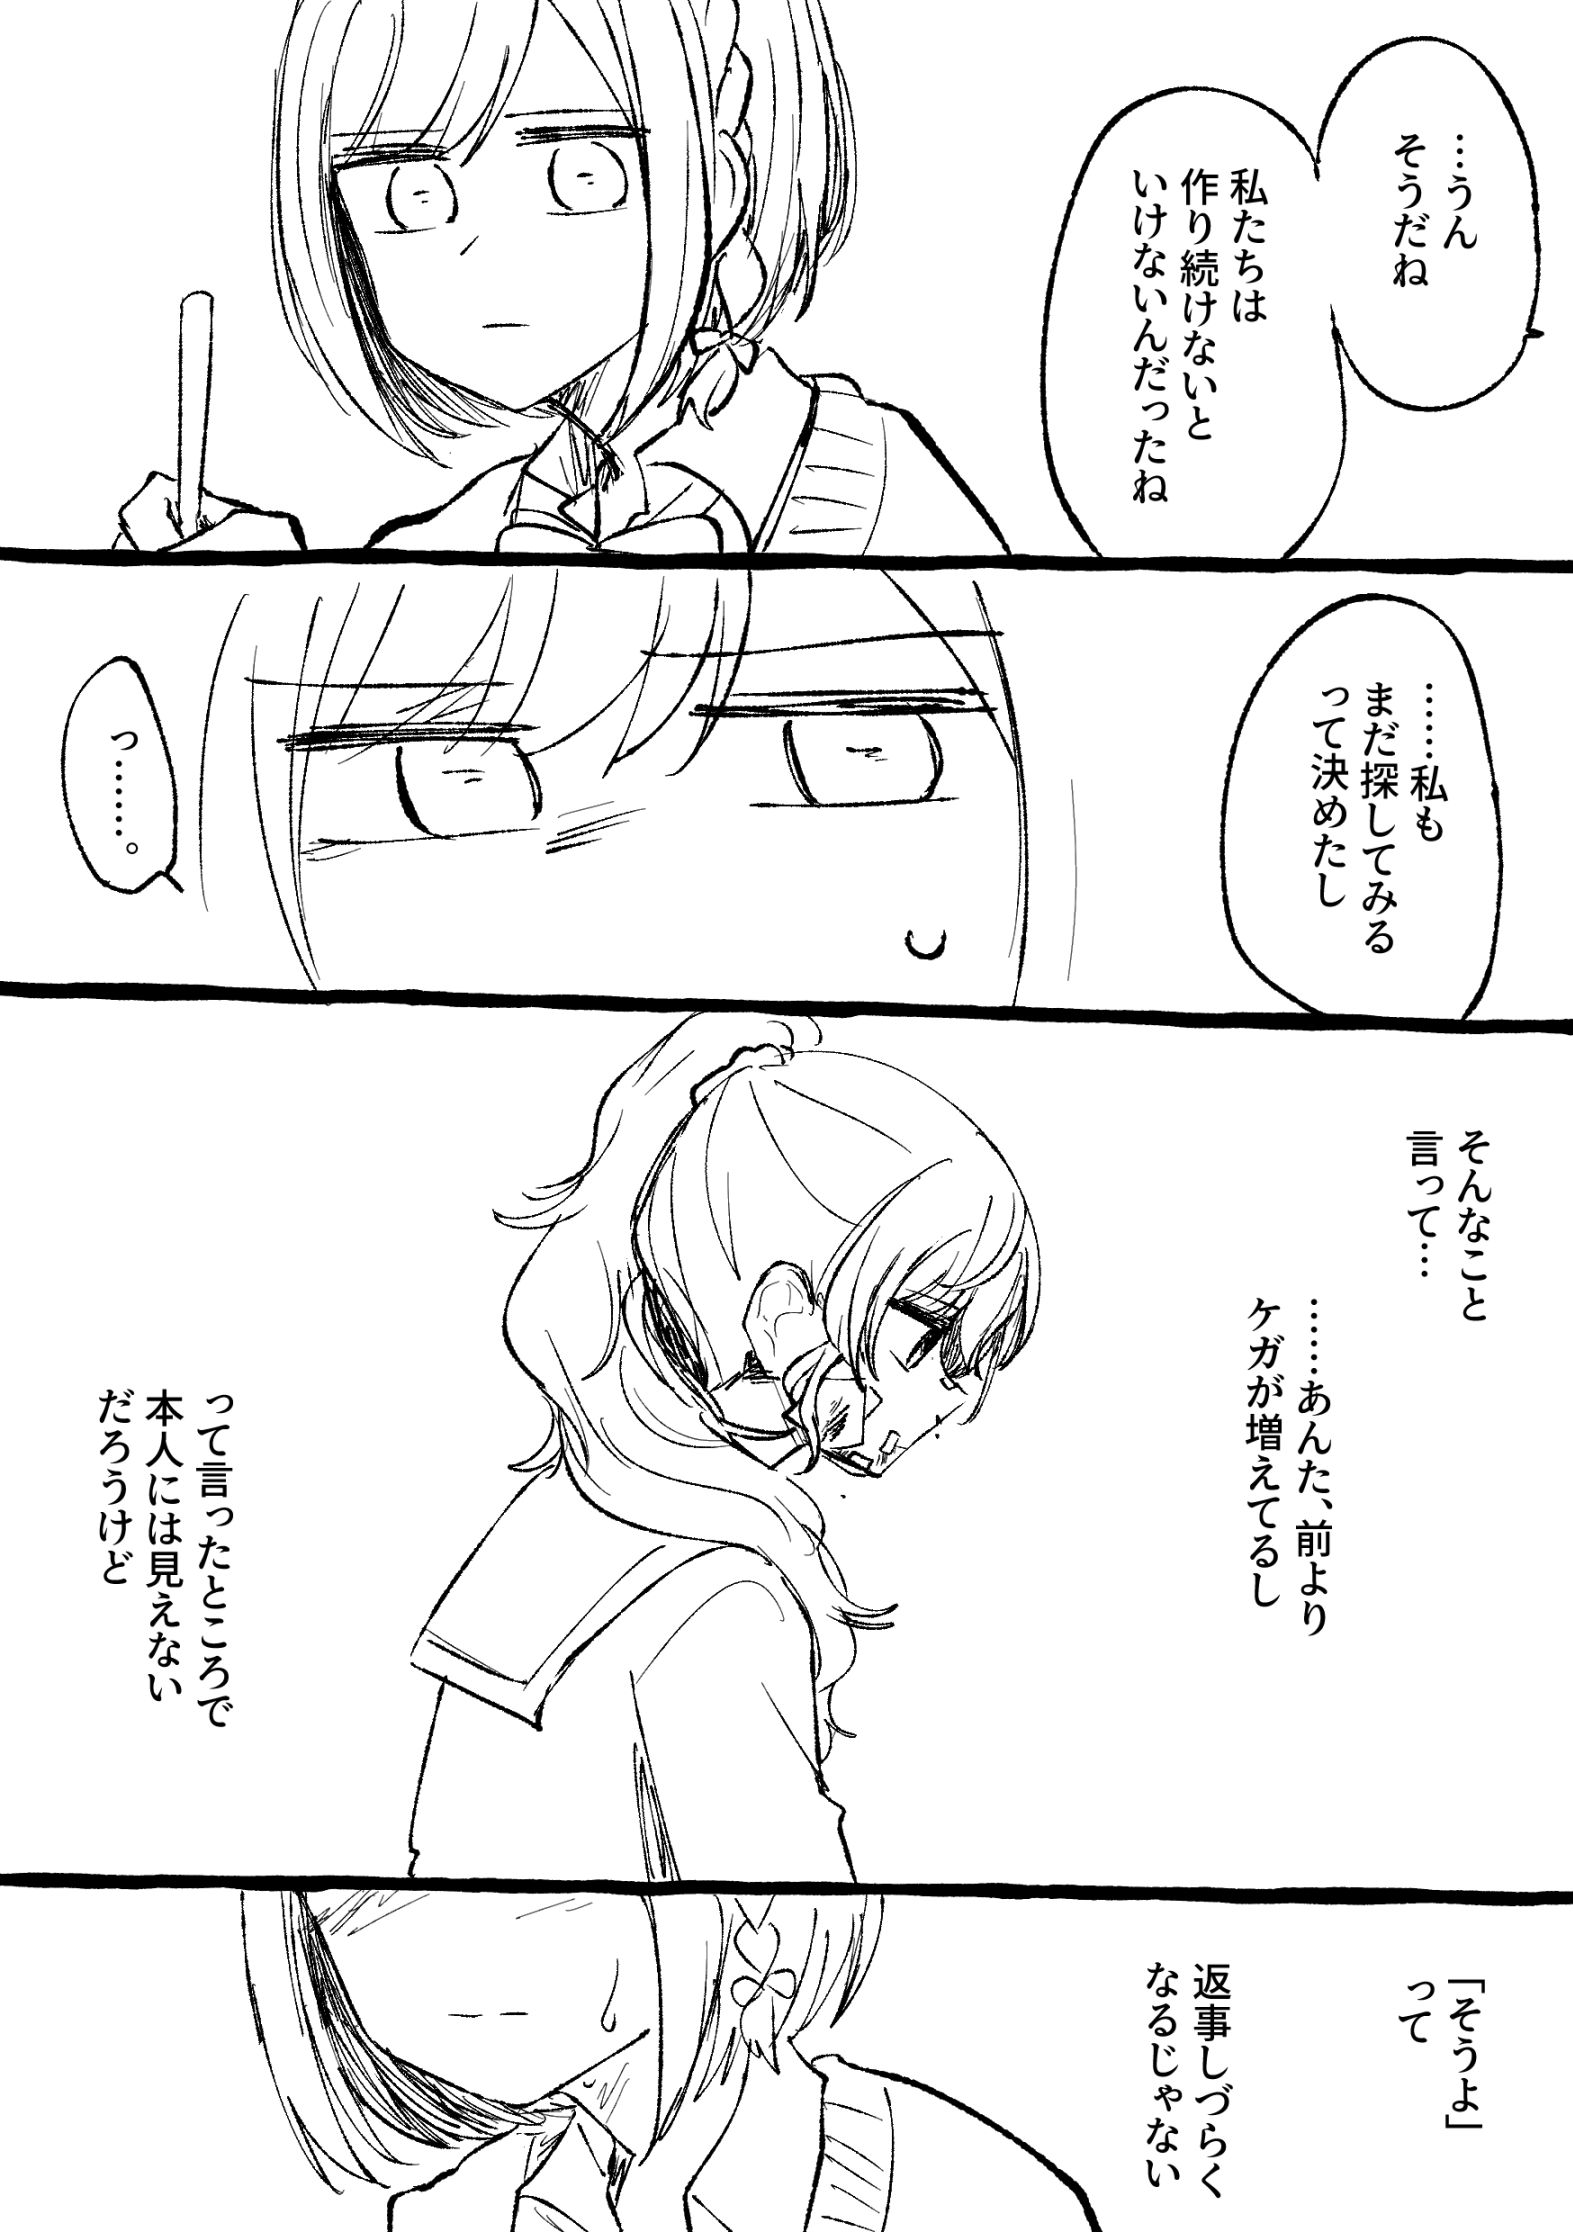 …うん
そうだね
私たちは
作り続けないと
いけないんだったね
……私も
まだ探してみる
って決めたし
っ……。
そんなこと
言って…
……あんた、前より
ケガが増えてるし
って言ったところで
本人には見えない
だろうけど
「そうよ」
って
返事しづらく
なるじゃない